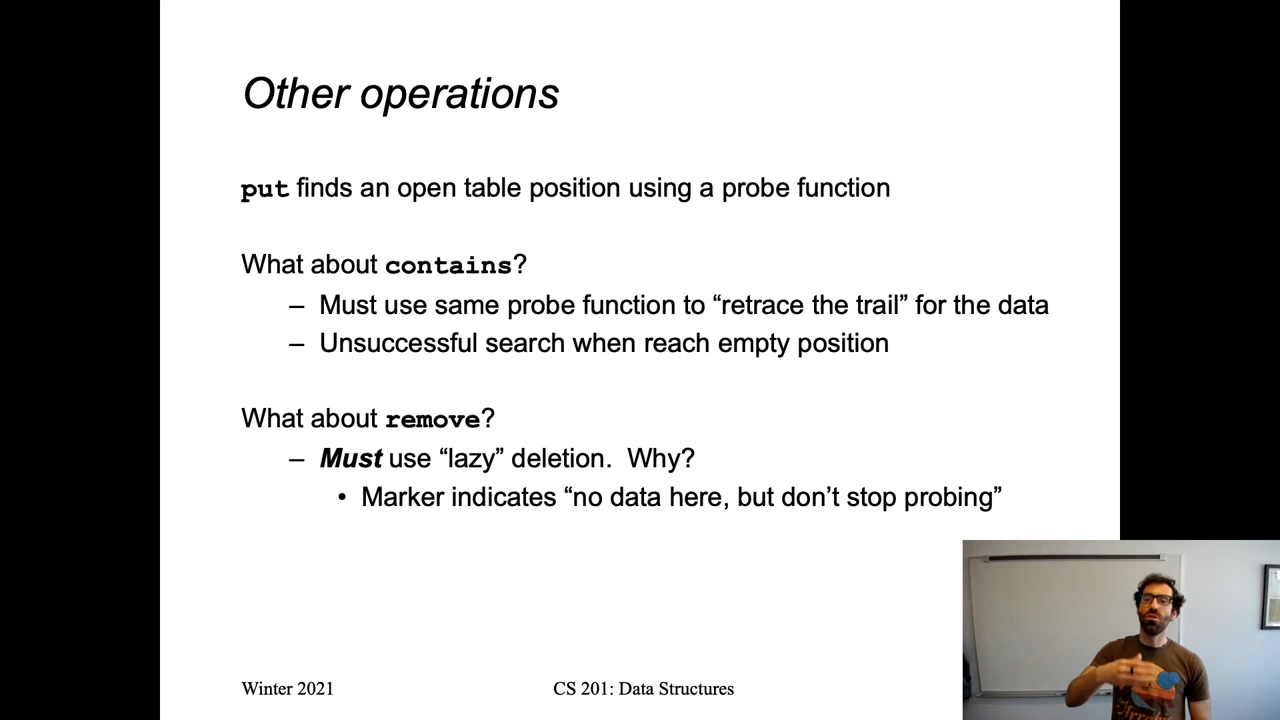 Other operations
put finds an open table position using a probe function
What about contains?
– Must use same probe function to “retrace the trail” for the data
– Unsuccessful search when reach empty position
What about remove?
– Must use “lazy” deletion.  Why?
• Marker indicates “no data here, but don’t stop probing”
Winter 2021
CS 201: Data Structures